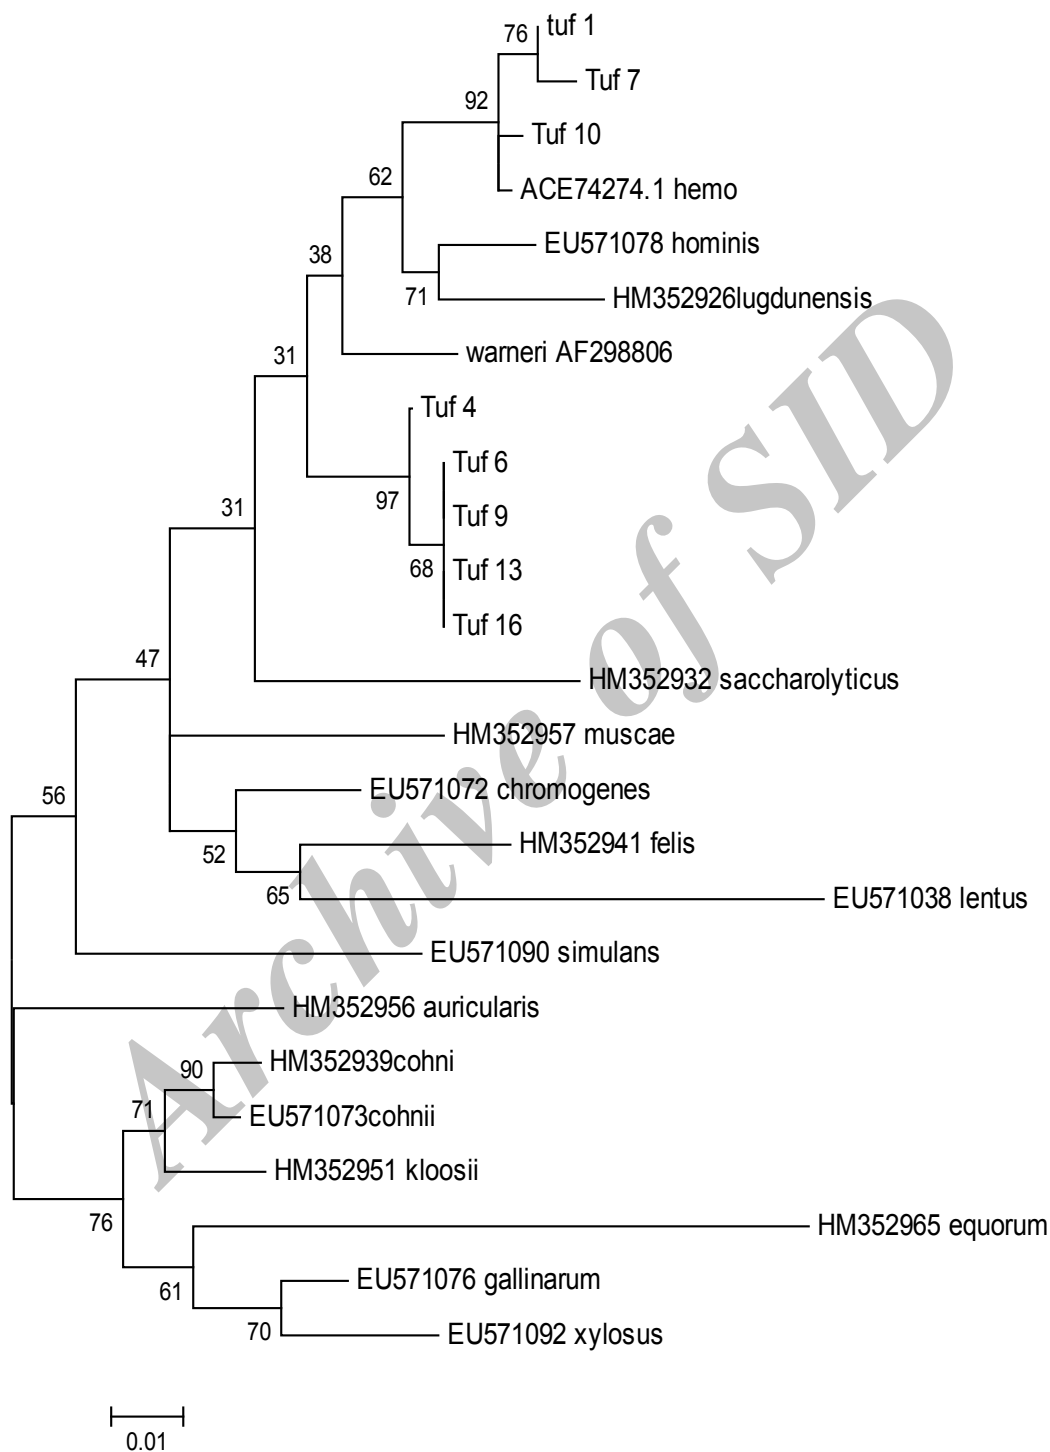 76
tuf 1
Tuf 7
92
Tuf 10
62
ACE74274.1 hemo
EU571078 hominis
38
71
HM352926lugdunensis
31
warneri AF298806
Tuf 4
Tuf 6
97
31
Tuf 9
68
Tuf 13
Tuf 16
47
HM352932 saccharolyticus
HM352957 muscae
56
EU571072 chromogenes
52
HM352941 felis
65
EU571038 lentus
EU571090 simulans
HM352956 auricularis
90
HM352939cohni
71
EU571073cohnii
HM352951 kloosii
76
HM352965 equorum
61
EU571076 gallinarum
70
EU571092 xylosus
0.01
Archive of SID